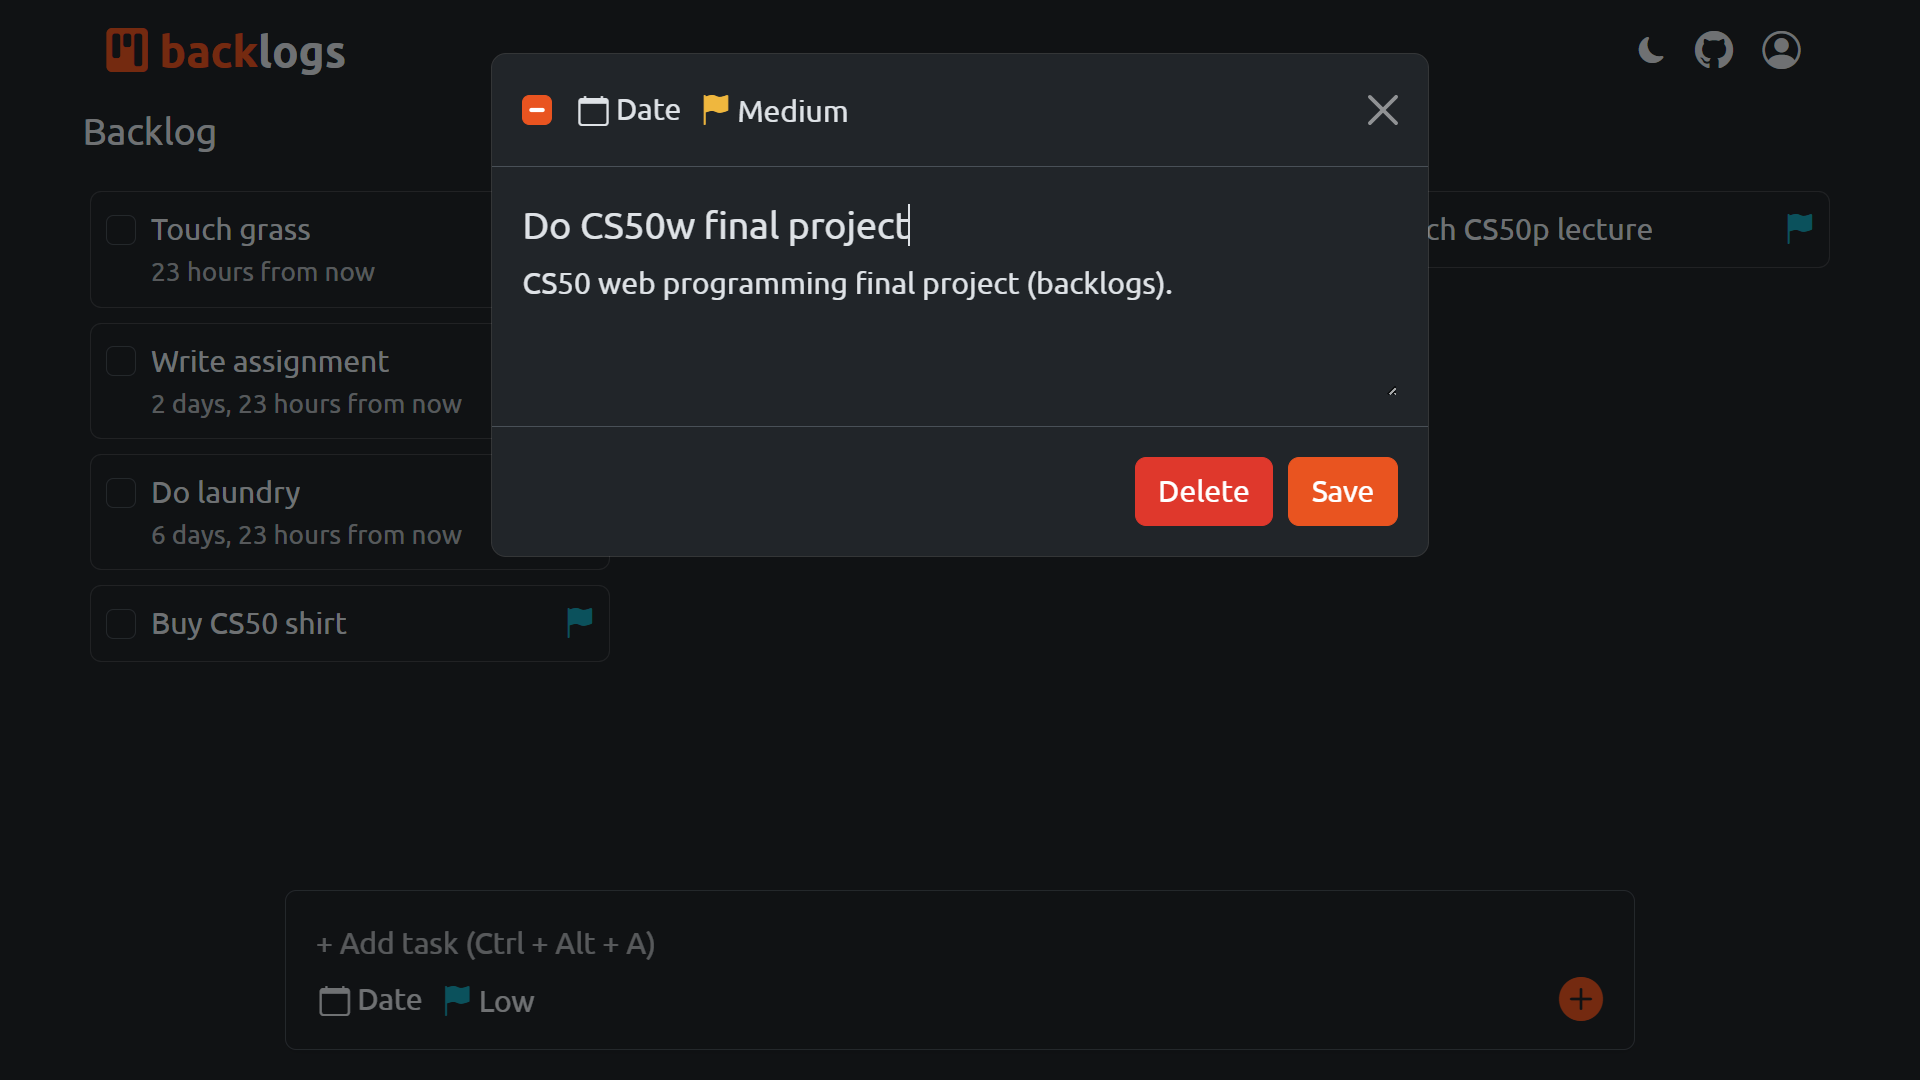 backlogs
Date Medium
Backlog
Do CS50w final project
CS50 web programming final project (backlogs).
Touch grass
23 hours from now
Write assignment
2 days, 23 hours from now
Do laundry
6 days, 23 hours from now
Buy CS50 shirt
CS50p lecture
Delete Save
+ Add task (Ctrl + Alt + A)
Date Low